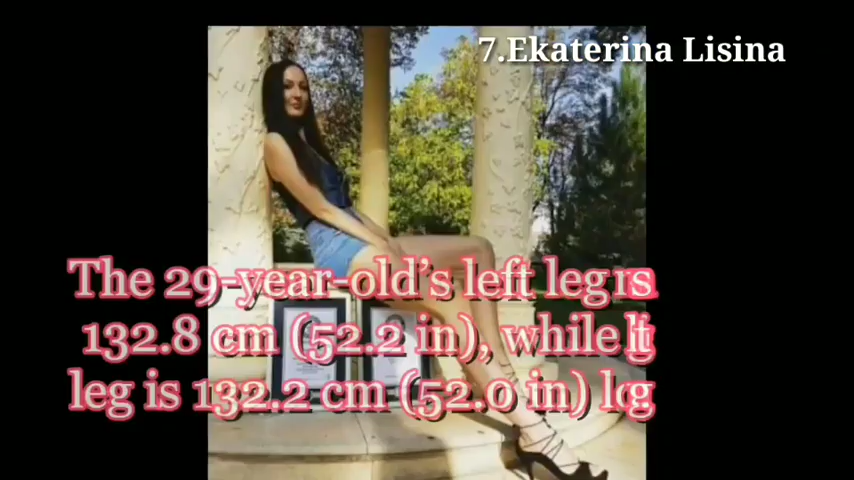 7.Ekaterina Lisina
The 29-year-old's left leg is
132.8 cm (52.2 in), while
leg is 132.2 cm (52.0 in)